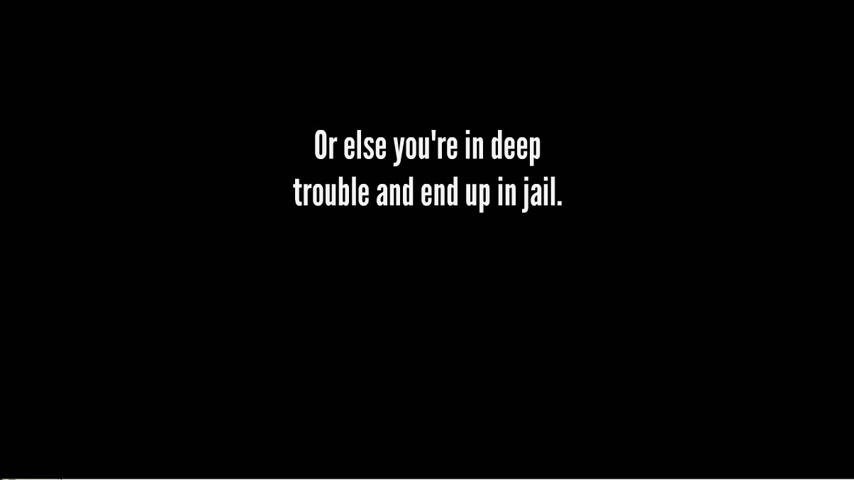 Or else you're in deep
trouble and end up in jail.